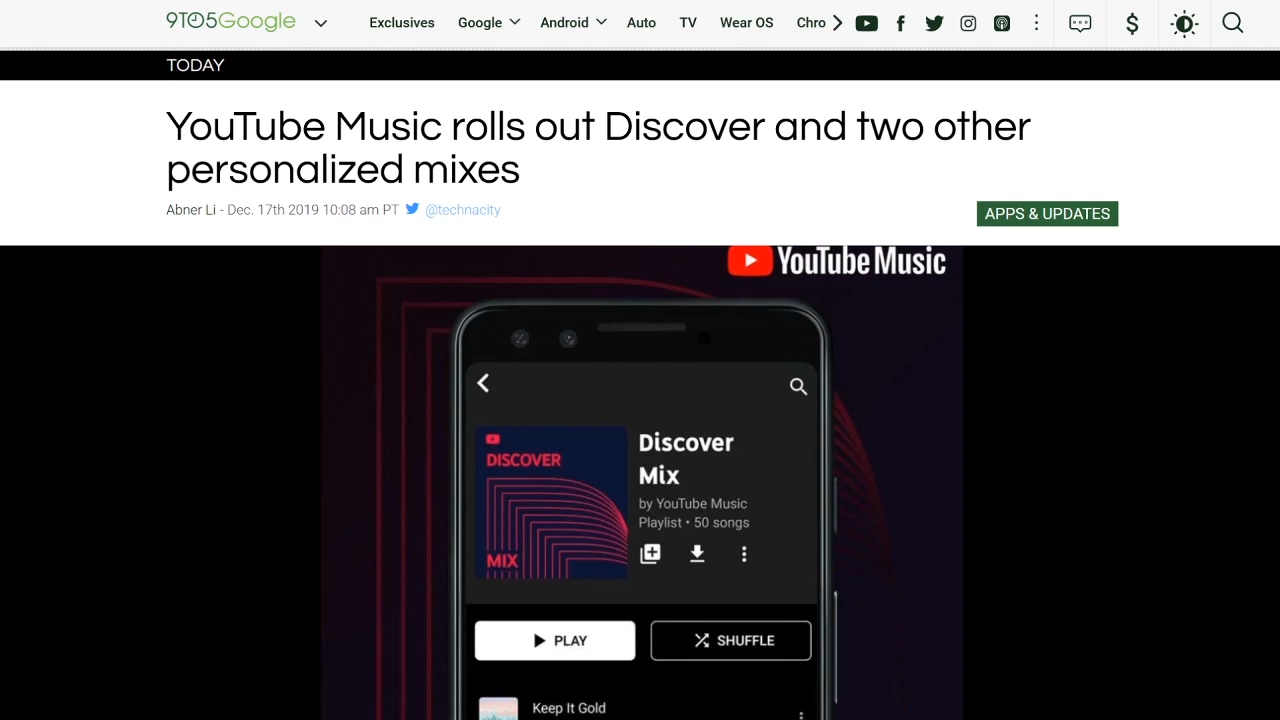 9TO5Google
Exclusives Google Android Auto TV Wear OS Chro
TODAY
YouTube Music rolls out Discover and two other
personalized mixes
Abner Li - Dec. 17th 2019 10:08 am PT @technacity
APPS & UPDATES
YouTube Music
DISCOVER
MIX
Discover
Mix
by YouTube Music
Playlist • 50 songs
PLAY
SHUFFLE
Keep It Gold